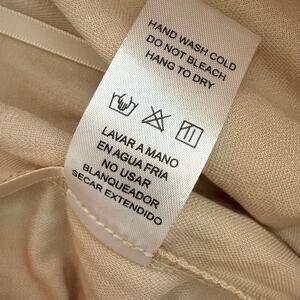 HAND WASH COLD
DO NOT BLEACH
HANG TO DRY
LAVAR A MANO
EN AGUA FRIA
NO USAR
BLANQUEADOR
SECAR EXTENDIDO